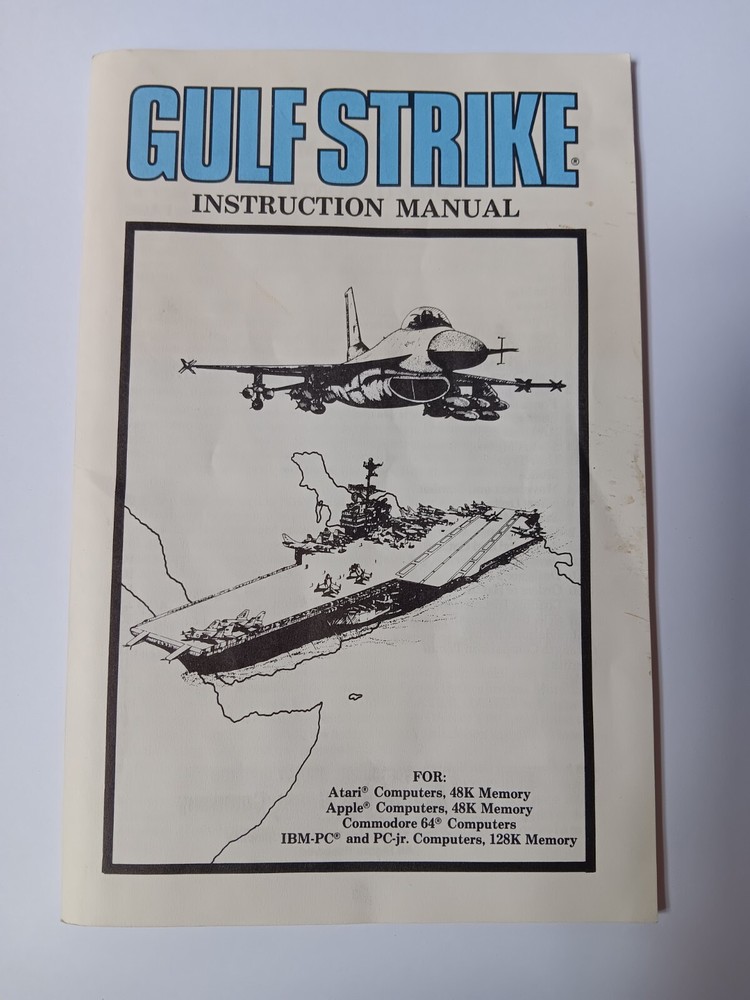 GULF STRIKE®
INSTRUCTION MANUAL
FOR:
Atari® Computers, 48K Memory
Apple® Computers, 48K Memory
Commodore 64® Computers
IBM-PC® and PC-jr. Computers, 128K Memory